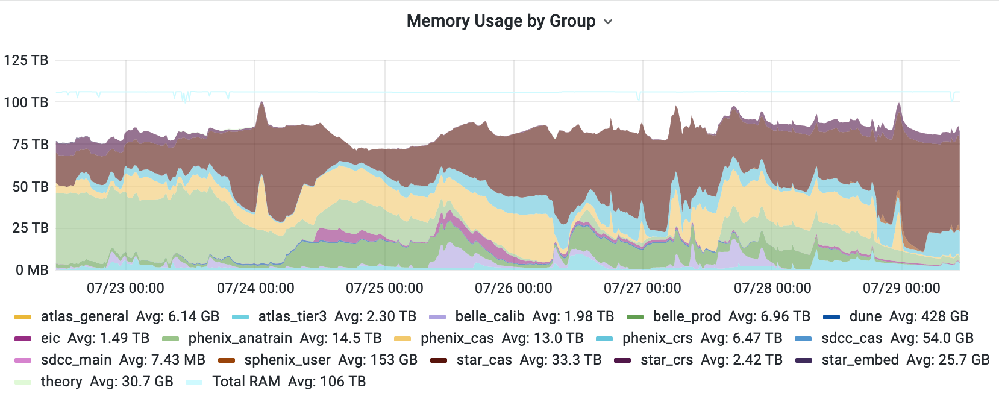 Memory Usage by Group
125 TB
100 TB
75 TB
50 TB
25 TB
0 MB
07/23 00:00 07/24 00:00 07/25 00:00 07/26 00:00 07/27 00:00 07/28 00:00 07/29 00:00
atlas_general Avg: 6.14 GB atlas_tier3 Avg: 2.30 TB belle_calib Avg: 1.98 TB belle_prod Avg: 6.96 TB dune Avg: 428 GB
eic Avg: 1.49 TB phenix_anatrain Avg: 14.5 TB phenix_cas Avg: 13.0 TB phenix_crs Avg: 6.47 TB sdcc_cas Avg: 54.0 GB
sdcc_main Avg: 7.43 MB sphenix_user Avg: 153 GB star_cas Avg: 33.3 TB star_crs Avg: 2.42 TB star_embed Avg: 25.7 GB
theory Avg: 30.7 GB Total RAM Avg: 106 TB